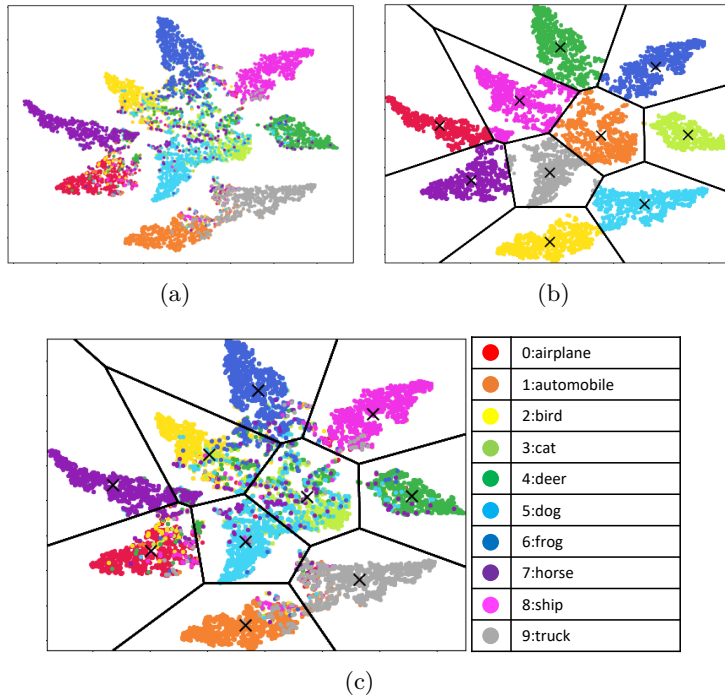 (a)
(b)
0:airplane
1:automobile
2:bird
3:cat
4:deer
5:dog
6:frog
7:horse
8:ship
9:truck
(c)